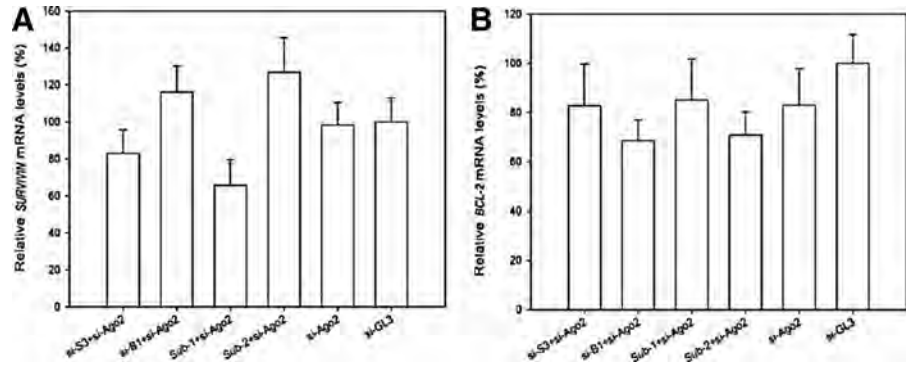 A
Relative SURVIVIN mRNA levels (%)
160
140
120
100
80
60
40
20
0
si-S3+si-Ago2
si-B1+si-Ago2
Sub-1+si-Ago2
Sub-2+si-Ago2
si-Ago2
si-GL3
B
Relative BCL-2 mRNA levels (%)
120
100
80
60
40
20
0
si-S3+si-Ago2
si-B1+si-Ago2
Sub-1+si-Ago2
Sub-2+si-Ago2
si-Ago2
si-GL3